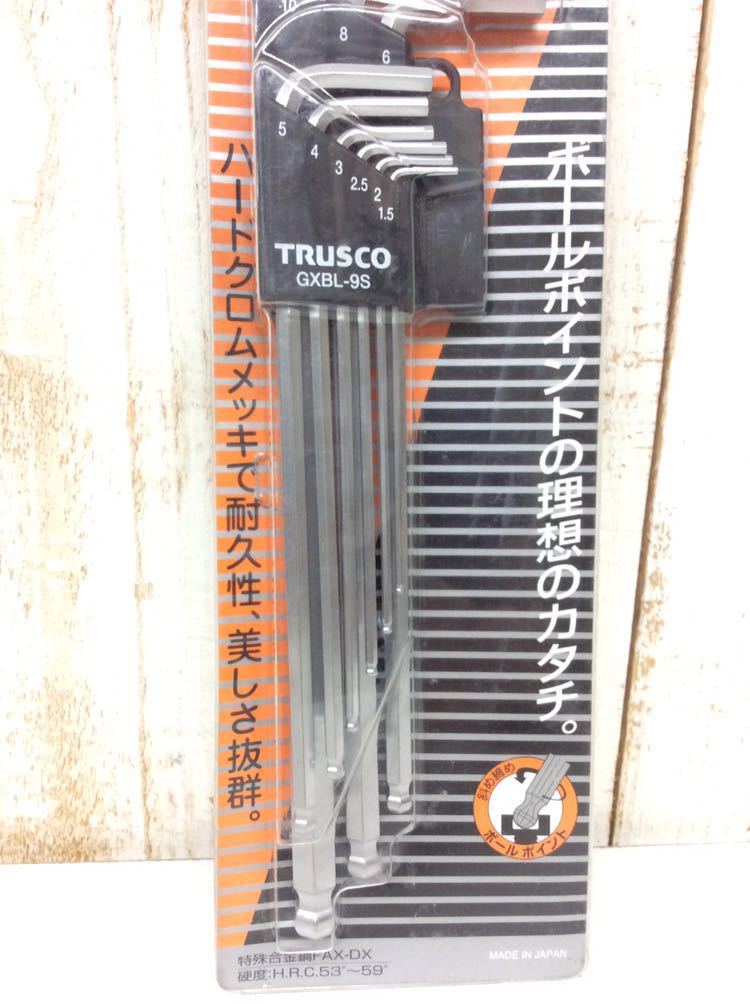 10
8
6
5
4
3
2.5
2
1.5
TRUSCO
GXBL-9S
ボールポイントの理想のカタチ。
ハードクロムメッキで耐久性、美しさ抜群。
斜め締め
ボールポイント
特殊合金鋼FAX-DX
硬度:H.R.C.53°~59°
MADE IN JAPAN